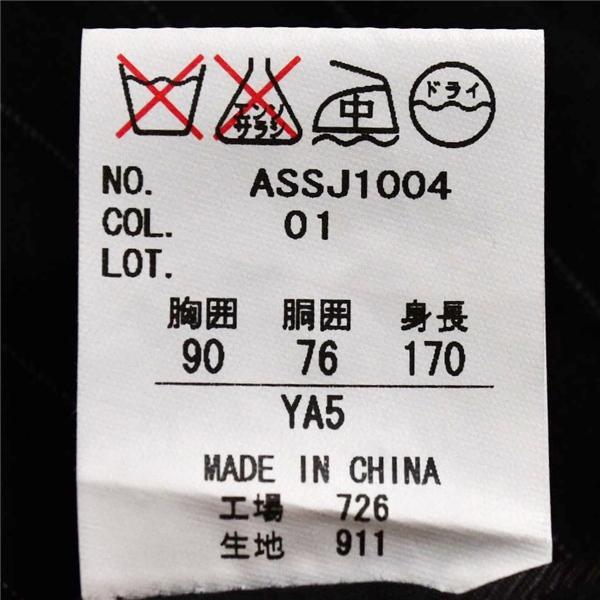 エンソ
サラシ
中
ドライ
NO. ASSJ1004
COL. 01
LOT.
胸囲 胴囲 身長
90 76 170
YA5
MADE IN CHINA
工場 726
生地 911